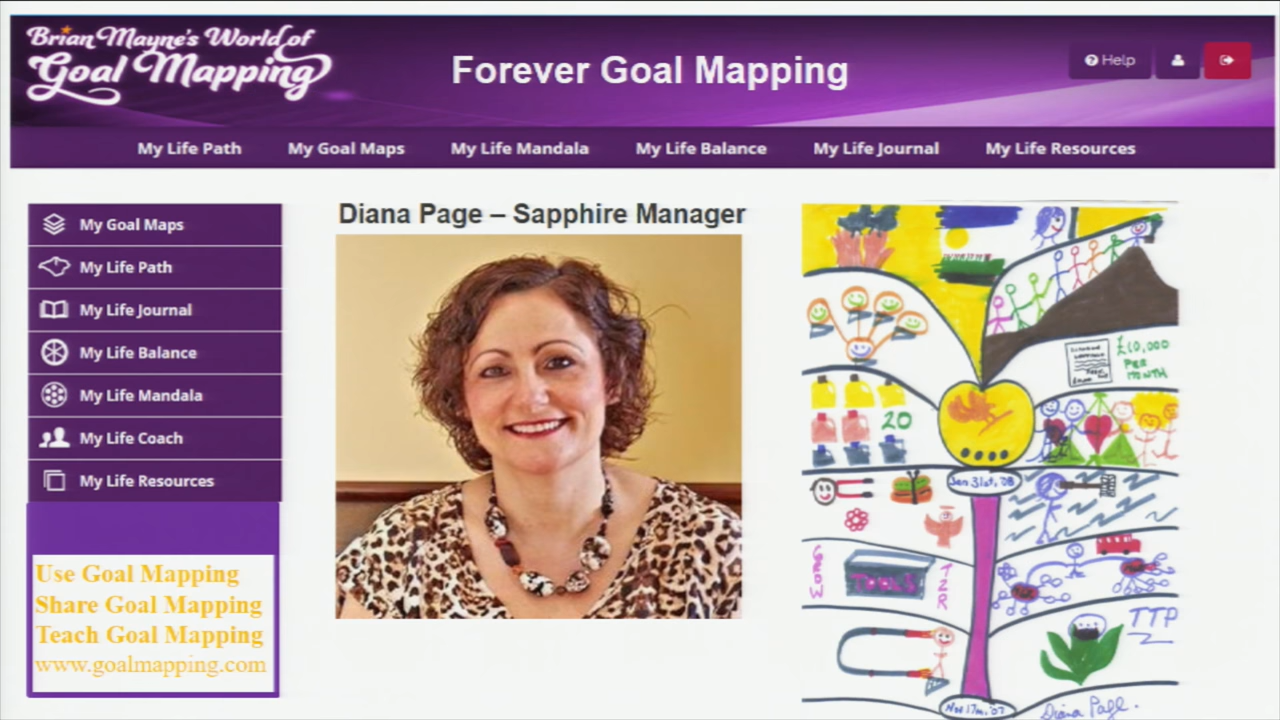 Brian Mayne's World of
Goal Mapping
Forever Goal Mapping
Help
My Life Path
My Goal Maps
My Life Mandala
My Life Balance
My Life Journal
My Life Resources
My Goal Maps
My Life Path
My Life Journal
My Life Balance
My Life Mandala
My Life Coach
My Life Resources
Use Goal Mapping
Share Goal Mapping
Teach Goal Mapping
www.goalmapping.com
Diana Page – Sapphire Manager
£10,000
PER
MONTH
20
Jan 31st, '08
TOOLS
TTP
Diana Page.